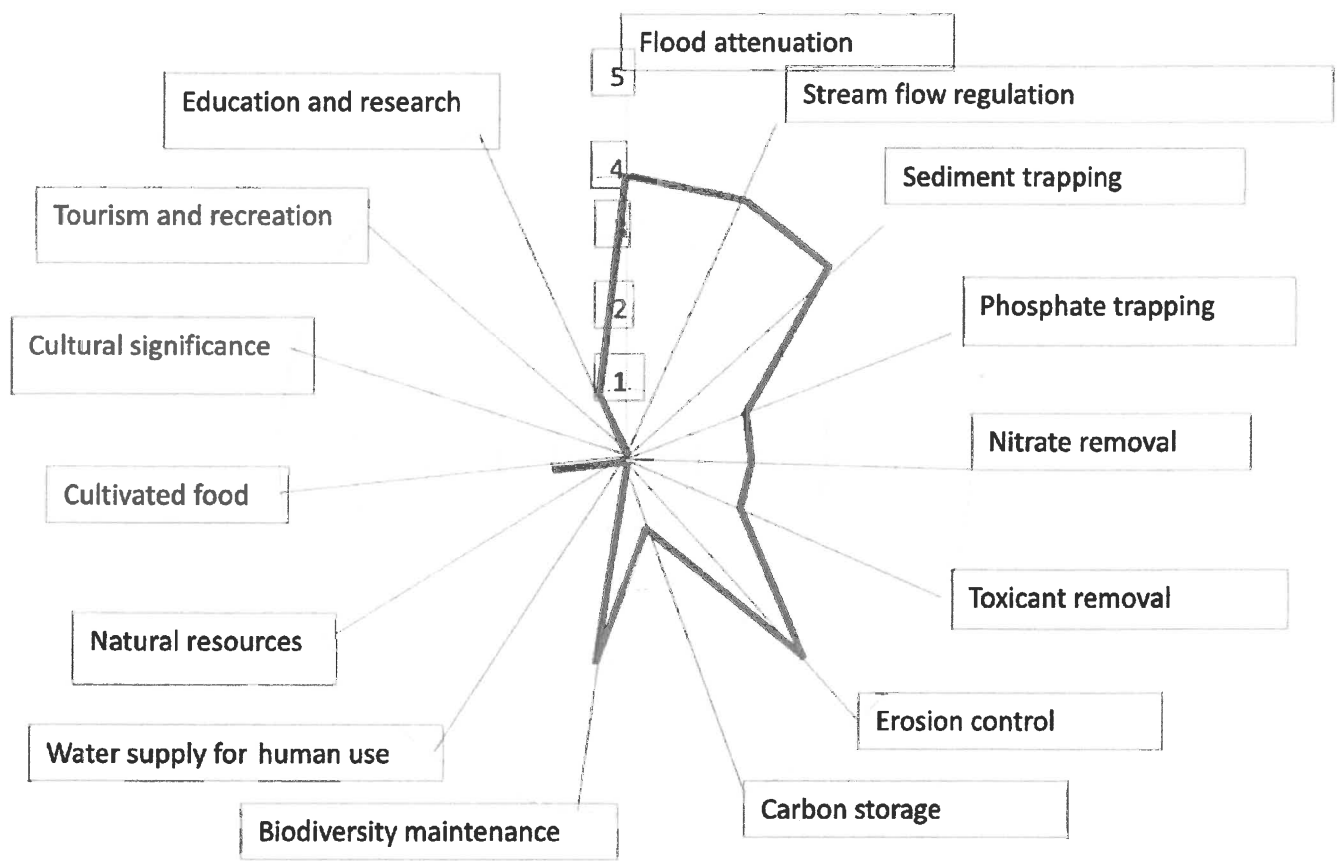 Flood attenuation
5
Education and research
Stream flow regulation
4
Sediment trapping
Tourism and recreation
2
Phosphate trapping
Cultural significance
1
Nitrate removal
Cultivated food
Toxicant removal
Natural resources
Erosion control
Water supply for human use
Carbon storage
Biodiversity maintenance